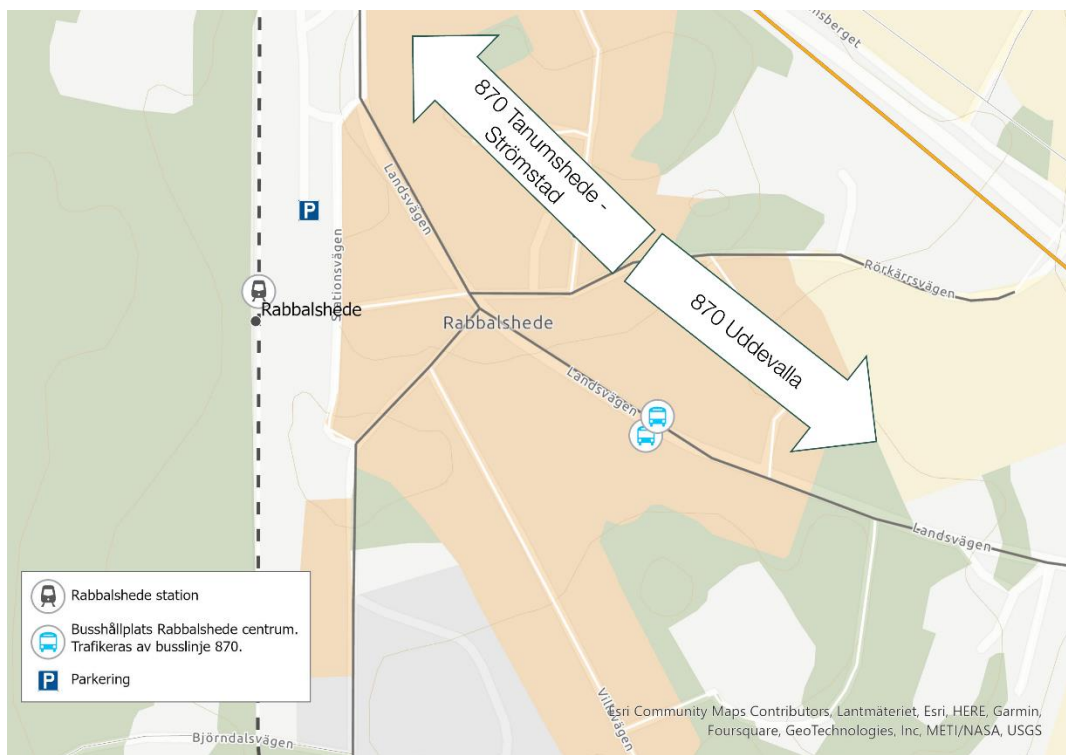 nsberget
870 Tanumshede -
Strömstad
Landsvägen
P
Stationsvägen
Rörkärrsvägen
Rabbalshede
Rabbalshede
870 Uddevalla
Landsvägen
Landsvägen
Rabbalshede station
Busshållplats Rabbalshede centrum.
Trafikeras av busslinje 870.
P
Parkering
Björndalsvägen
Esri Community Maps Contributors, Lantmäteriet, Esri, HERE, Garmin,
Foursquare, GeoTechnologies, Inc, METI/NASA, USGS